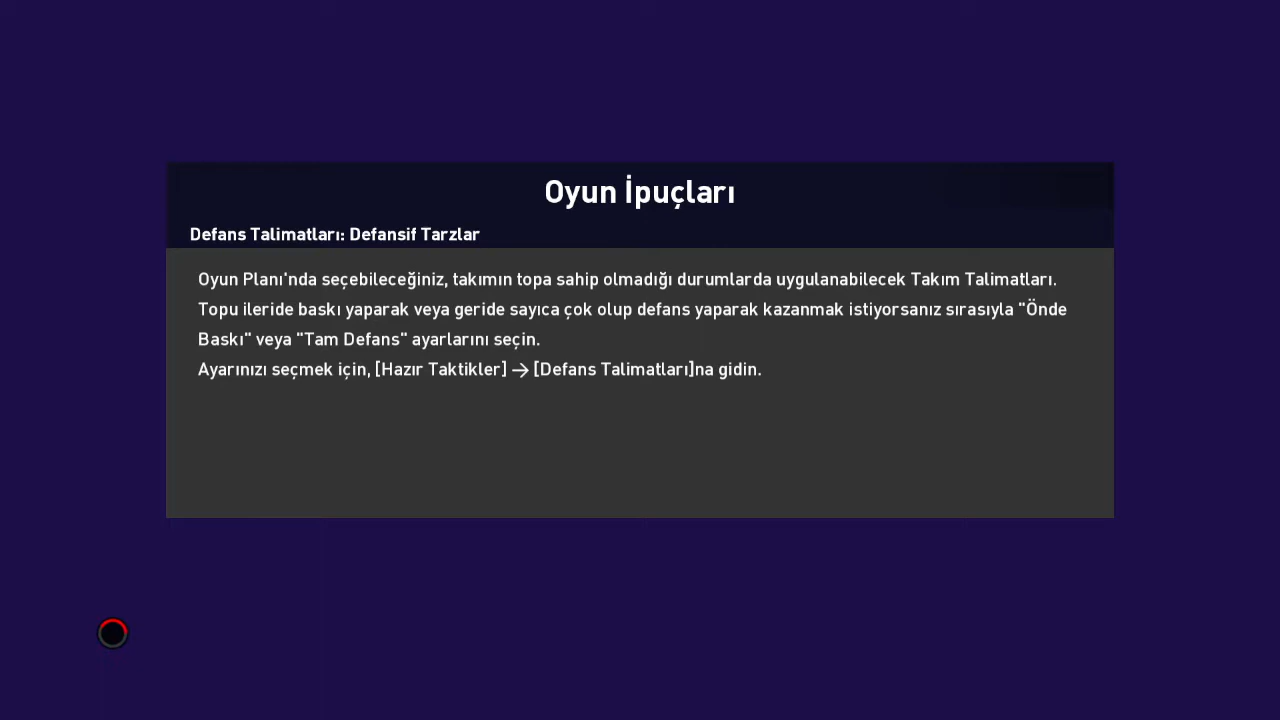 Oyun İpuçları
Defans Talimatları: Defansif Tarzlar
Oyun Planı'nda seçebileceğiniz, takımın topa sahip olmadığı durumlarda uygulanabilecek Takım Talimatları.
Topu ileride baskı yaparak veya geride sayıca çok olup defans yaparak kazanmak istiyorsanız sırasıyla "Önde
Baskı" veya "Tam Defans" ayarlarını seçin.
Ayarınızı seçmek için, [Hazır Taktikler] → [Defans Talimatları]na gidin.